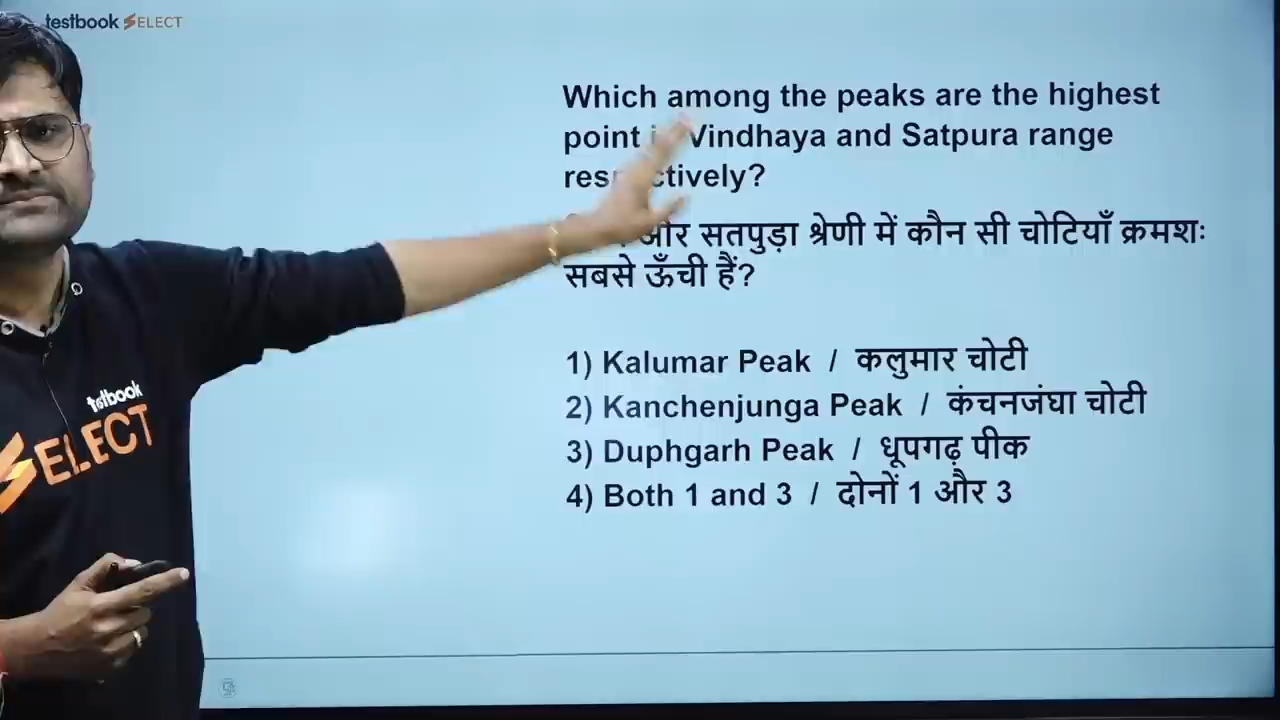 testbook SELECT
Which among the peaks are the highest
point Vindhaya and Satpura range
respectively?
और सतपुड़ा श्रेणी में कौन सी चोटियाँ क्रमशः
सबसे ऊँची हैं?
1) Kalumar Peak / कलुमार चोटी
2) Kanchenjunga Peak / कंचनजंघा चोटी
3) Duphgarh Peak / धूपगढ़ पीक
4) Both 1 and 3 / दोनों 1 और 3
testbook
SELECT